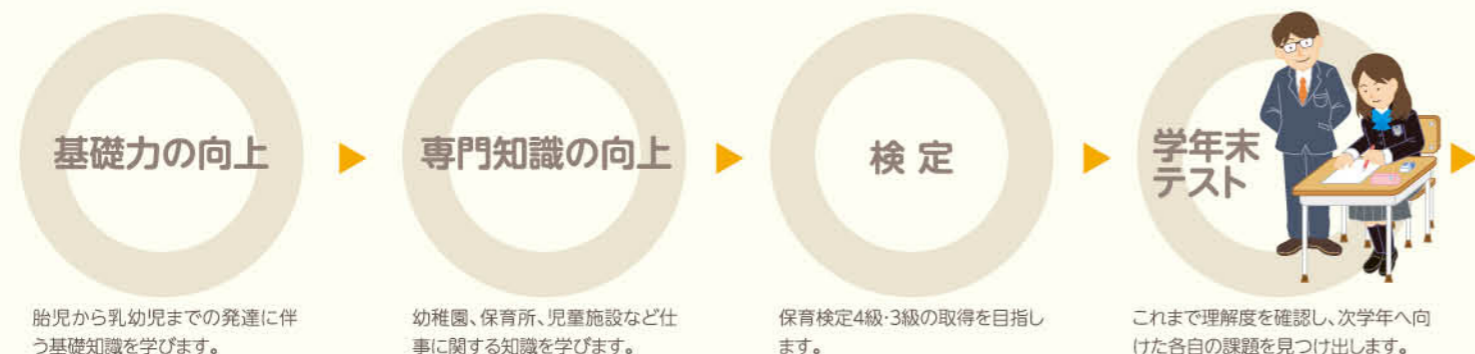 基礎力の向上
専門知識の向上
検定
学年末
テスト
胎児から乳幼児までの発達に伴
う基礎知識を学びます。
幼稚園、保育所、児童施設など仕
事に関する知識を学びます。
保育検定4級・3級の取得を目指し
ます。
これまで理解度を確認し、次学年へ向
けた各自の課題を見つけ出します。